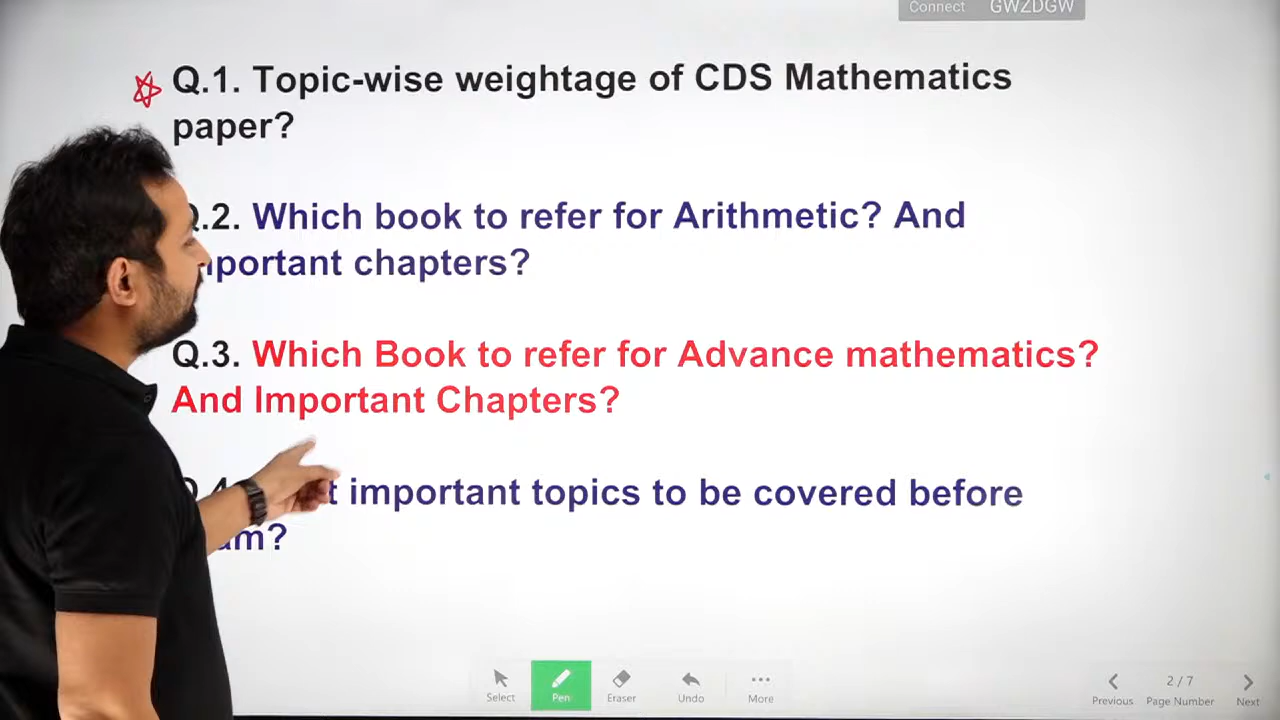 Connect GWZDGW
Q.1. Topic-wise weightage of CDS Mathematics
paper?
.2. Which book to refer for Arithmetic? And
portant chapters?
Q.3. Which Book to refer for Advance mathematics?
And Important Chapters?
important topics to be covered before
am?
Select Pen Eraser Undo More
2 / 7
Previous Page Number Next